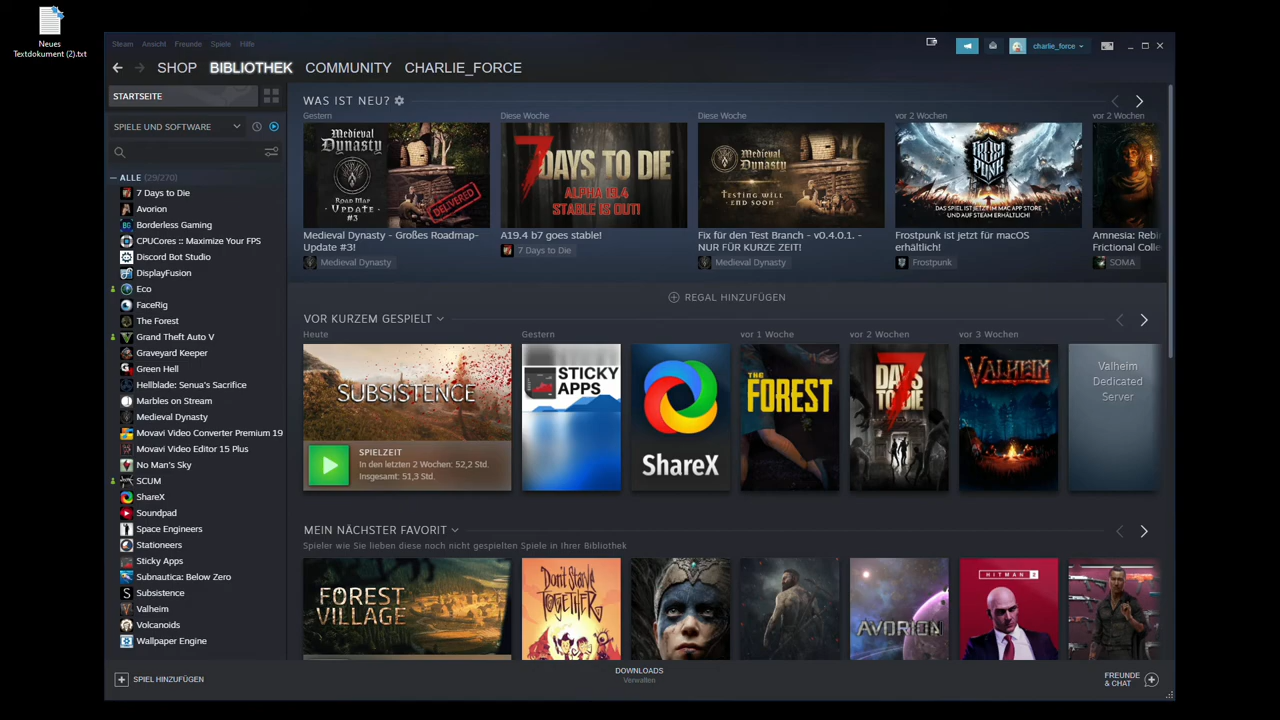 Neues
Textdokument (2).txt
Steam Ansicht Freunde Spiele Hilfe
charlie_force
SHOP BIBLIOTHEK COMMUNITY CHARLIE_FORCE
STARTSEITE
SPIELE UND SOFTWARE
ALLE (29/270)
7 Days to Die
Avorion
Borderless Gaming
CPUCores :: Maximize Your FPS
Discord Bot Studio
DisplayFusion
Eco
FaceRig
The Forest
Grand Theft Auto V
Graveyard Keeper
Green Hell
Hellblade: Senua's Sacrifice
Marbles on Stream
Medieval Dynasty
Movavi Video Converter Premium 19
Movavi Video Editor 15 Plus
No Man's Sky
SCUM
ShareX
Soundpad
Space Engineers
Stationeers
Sticky Apps
Subnautica: Below Zero
Subsistence
Valheim
Volcanoids
Wallpaper Engine
WAS IST NEU?
Gestern
MEDIEVAL
DYNASTY
ROAD MAP
UPDATE
#3
DELIVERED
Medieval Dynasty - Großes Roadmap-
Update #3!
Medieval Dynasty
Diese Woche
7 DAYS TO DIE
ALPHA 19.4
STABLE IS OUT!
A19.4 b7 goes stable!
7 Days to Die
Diese Woche
MEDIEVAL
DYNASTY
TESTING WILL
END SOON
Fix für den Test Branch - v0.4.0.1. -
NUR FÜR KURZE ZEIT!
Medieval Dynasty
vor 2 Wochen
FROST
PUNK
DAS SPIEL IST JETZT IM MAC APP STORE
UND AUF STEAM ERHÄLTLICH!
Frostpunk ist jetzt für macOS
erhältlich!
Frostpunk
vor 2 Wochen
Amnesia: Rebi
Frictional Colle
SOMA
REGAL HINZUFÜGEN
VOR KURZEM GESPIELT
Heute
SUBSISTENCE
SPIELZEIT
In den letzten 2 Wochen: 52,2 Std.
Insgesamt: 51,3 Std.
Gestern
STICKY
APPS
ShareX
vor 1 Woche
THE
FOREST
vor 2 Wochen
7 DAYS
TO DIE
vor 3 Wochen
VALHEIM
Valheim
Dedicated
Server
MEIN NÄCHSTER FAVORIT
Spieler wie Sie lieben diese noch nicht gespielten Spiele in Ihrer Bibliothek
FOREST
VILLAGE
Don't Starve
TOGETHER
AVORION
HITMAN 2
SPIEL HINZUFÜGEN
DOWNLOADS
Verwalten
FREUNDE
& CHAT